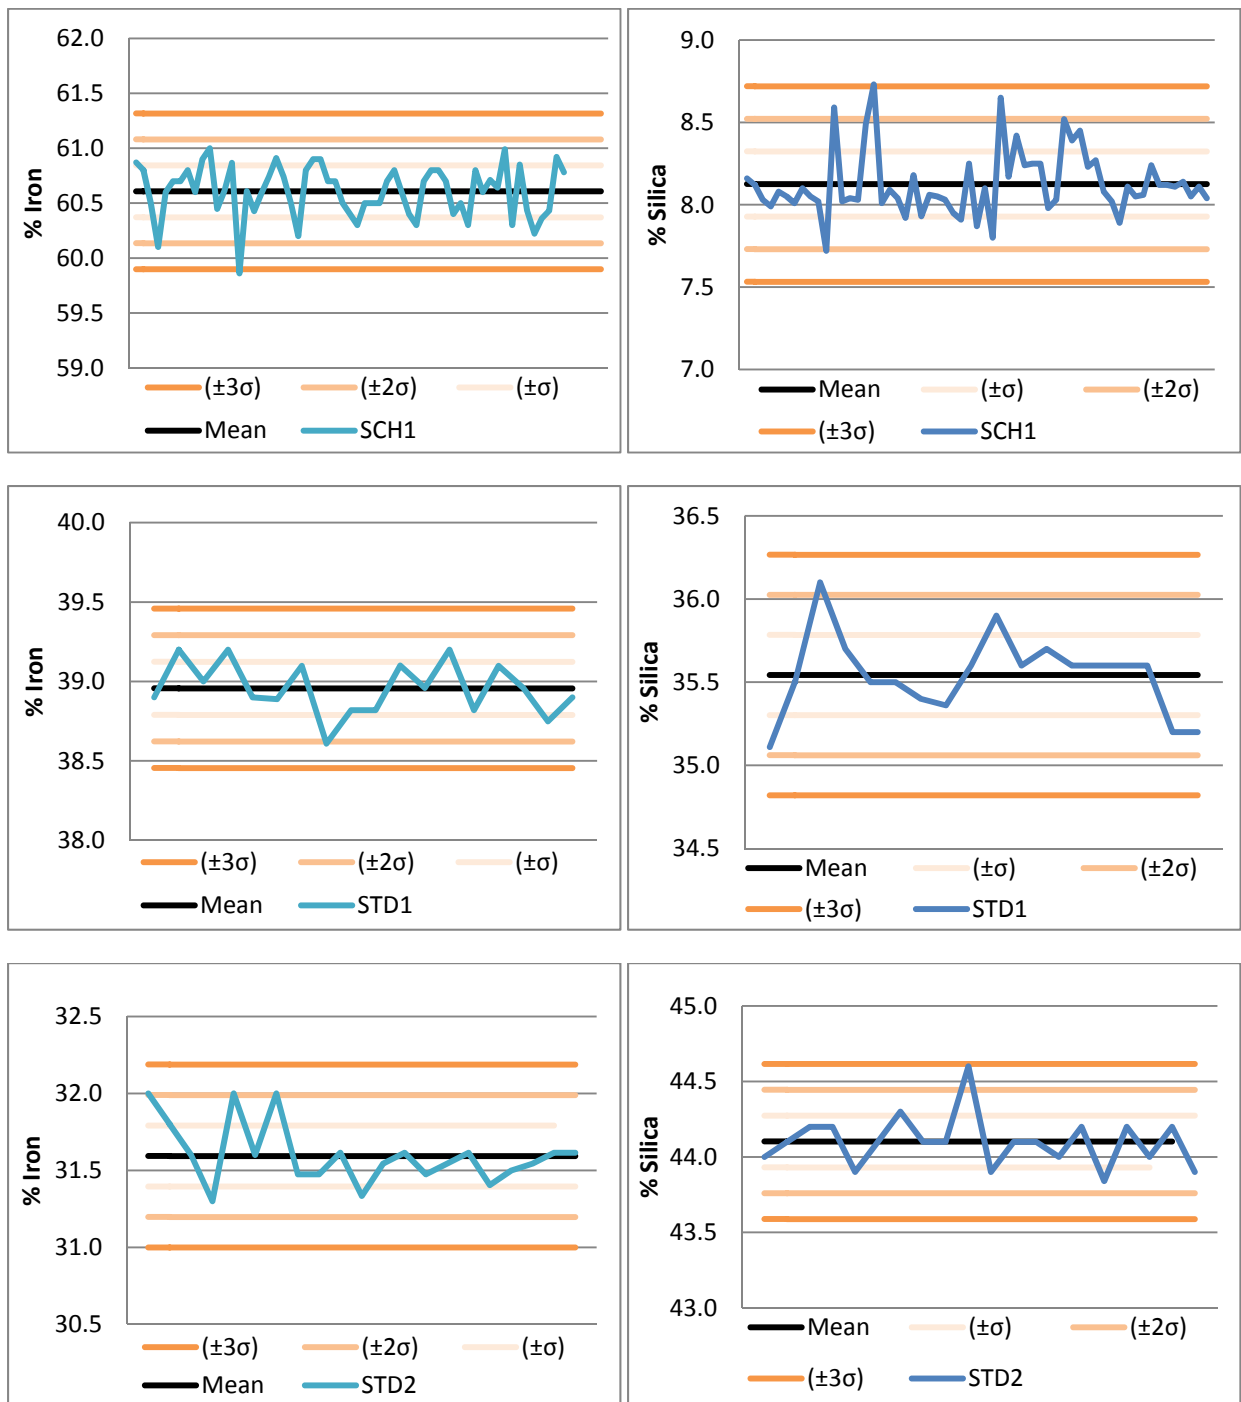 62.0
61.5
61.0
60.5
60.0
59.5
59.0
% Iron
(±3σ) (±2σ) (±σ)
Mean SCH1
9.0
8.5
8.0
7.5
7.0
% Silica
Mean (±σ) (±2σ)
(±3σ) SCH1
40.0
39.5
39.0
38.5
38.0
% Iron
(±3σ) (±2σ) (±σ)
Mean STD1
36.5
36.0
35.5
35.0
34.5
% Silica
Mean (±σ) (±2σ)
(±3σ) STD1
32.5
32.0
31.5
31.0
30.5
% Iron
(±3σ) (±2σ) (±σ)
Mean STD2
45.0
44.5
44.0
43.5
43.0
% Silica
Mean (±σ) (±2σ)
(±3σ) STD2